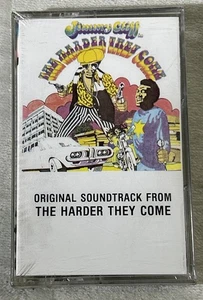 Jimmy Cliff
THE HARDER THEY COME
ORIGINAL SOUNDTRACK FROM
THE HARDER THEY COME